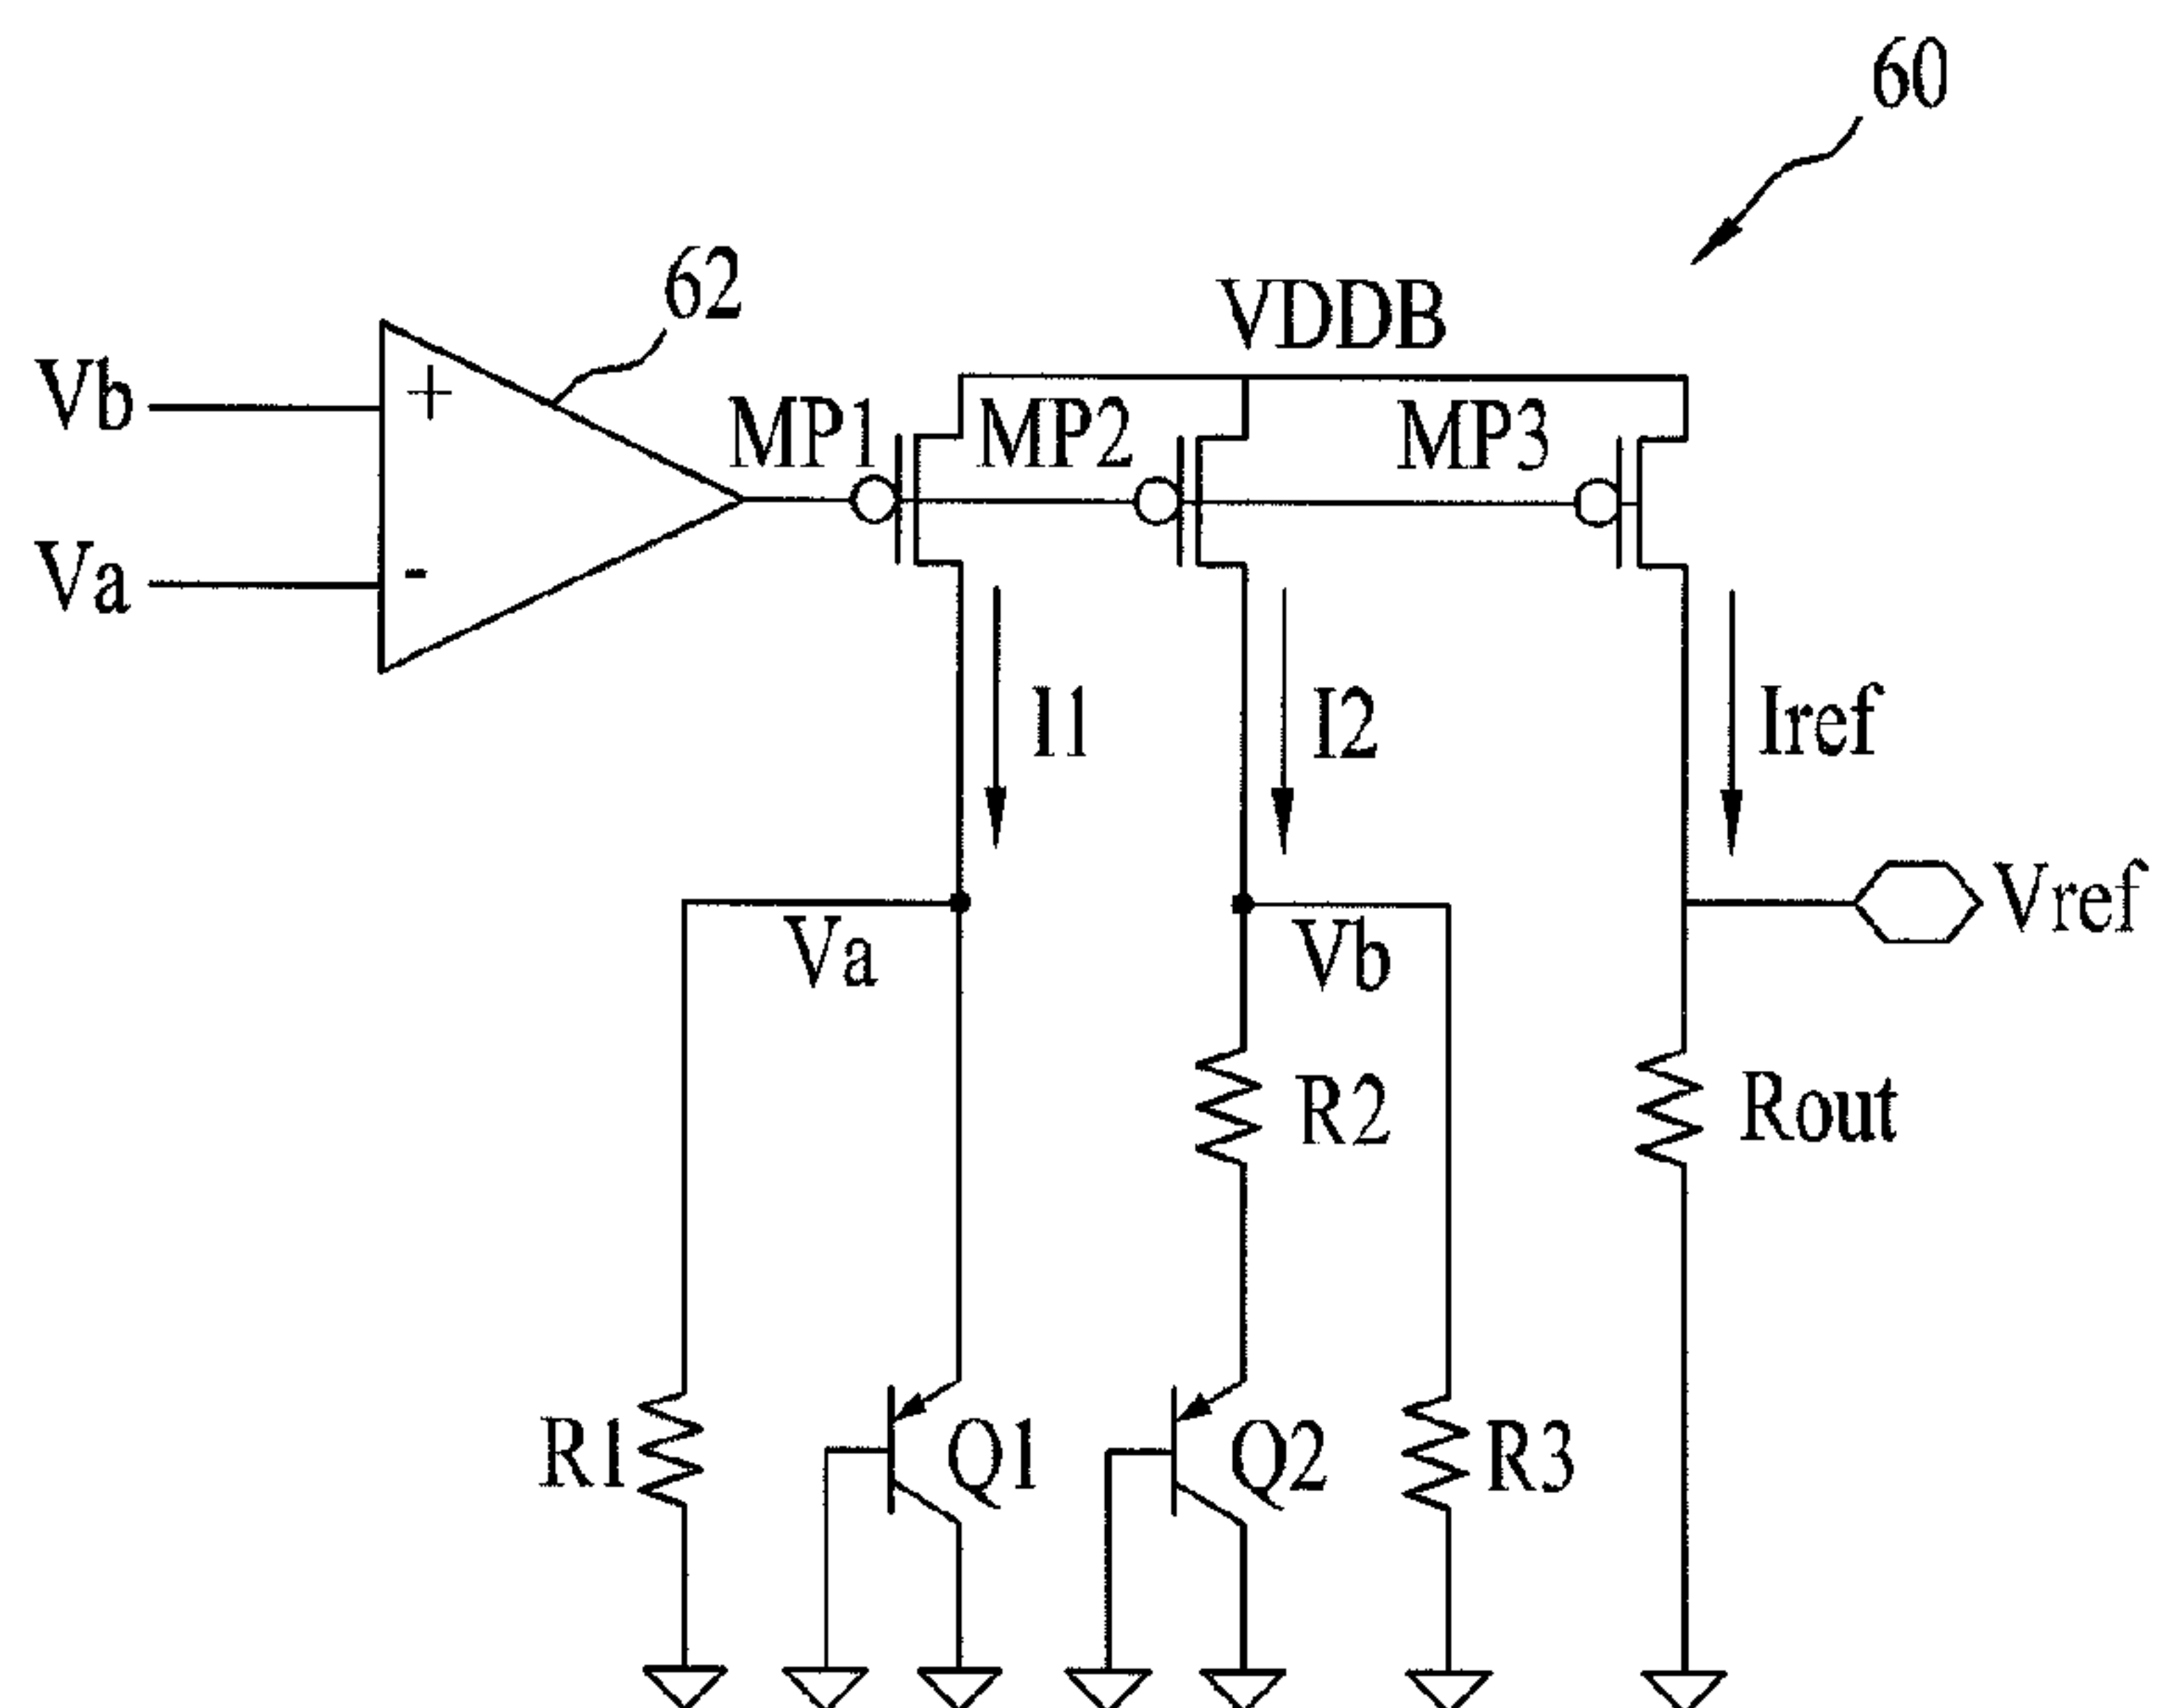 60
62
VDDB
Vb
+
MP1
MP2
MP3
Va
-
I1
I2
Iref
Va
Vb
Vref
R2
Rout
R1
Q1
Q2
R3